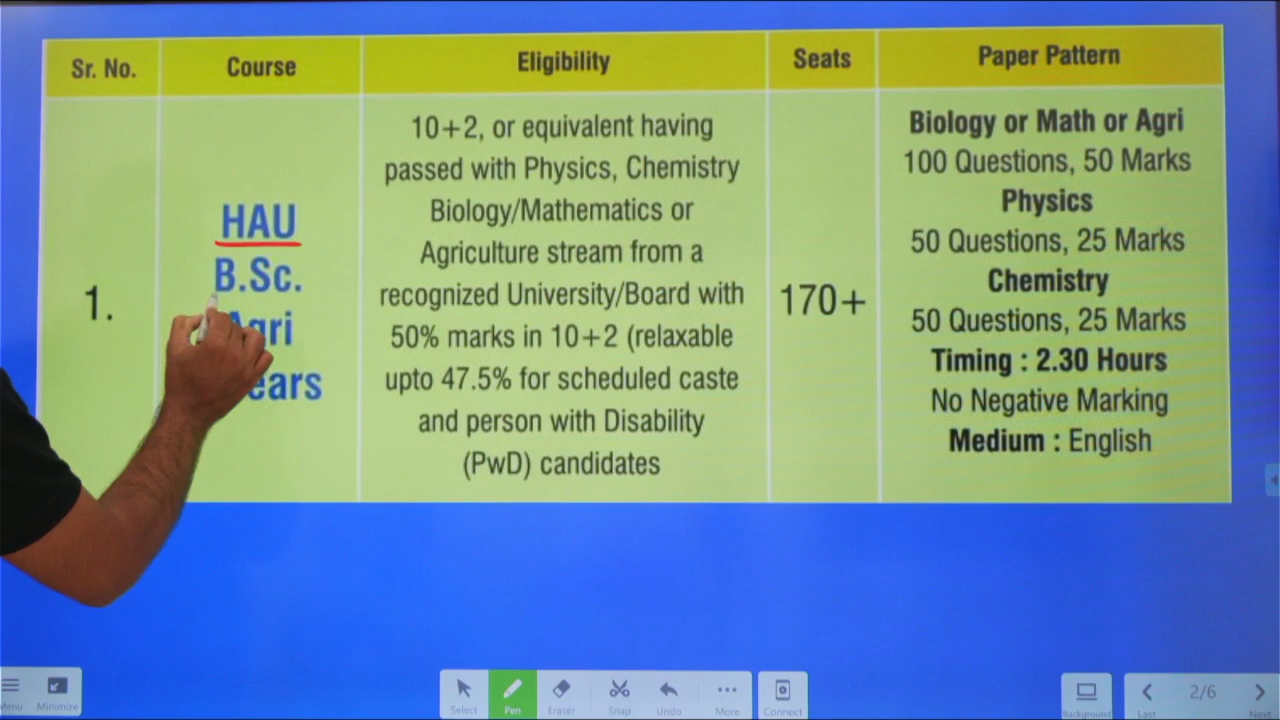 Sr. No.
Course
Eligibility
Seats
Paper Pattern
1.
HAU
B.Sc.
10+2, or equivalent having
passed with Physics, Chemistry
Biology/Mathematics or
Agriculture stream from a
recognized University/Board with
50% marks in 10+2 (relaxable
upto 47.5% for scheduled caste
and person with Disability
(PwD) candidates
170+
Biology or Math or Agri
100 Questions, 50 Marks
Physics
50 Questions, 25 Marks
Chemistry
50 Questions, 25 Marks
Timing : 2.30 Hours
No Negative Marking
Medium : English
Minimize
Select
Pen
Eraser
Snap
Undo
More
Connect
Background
Last
2/6
Next